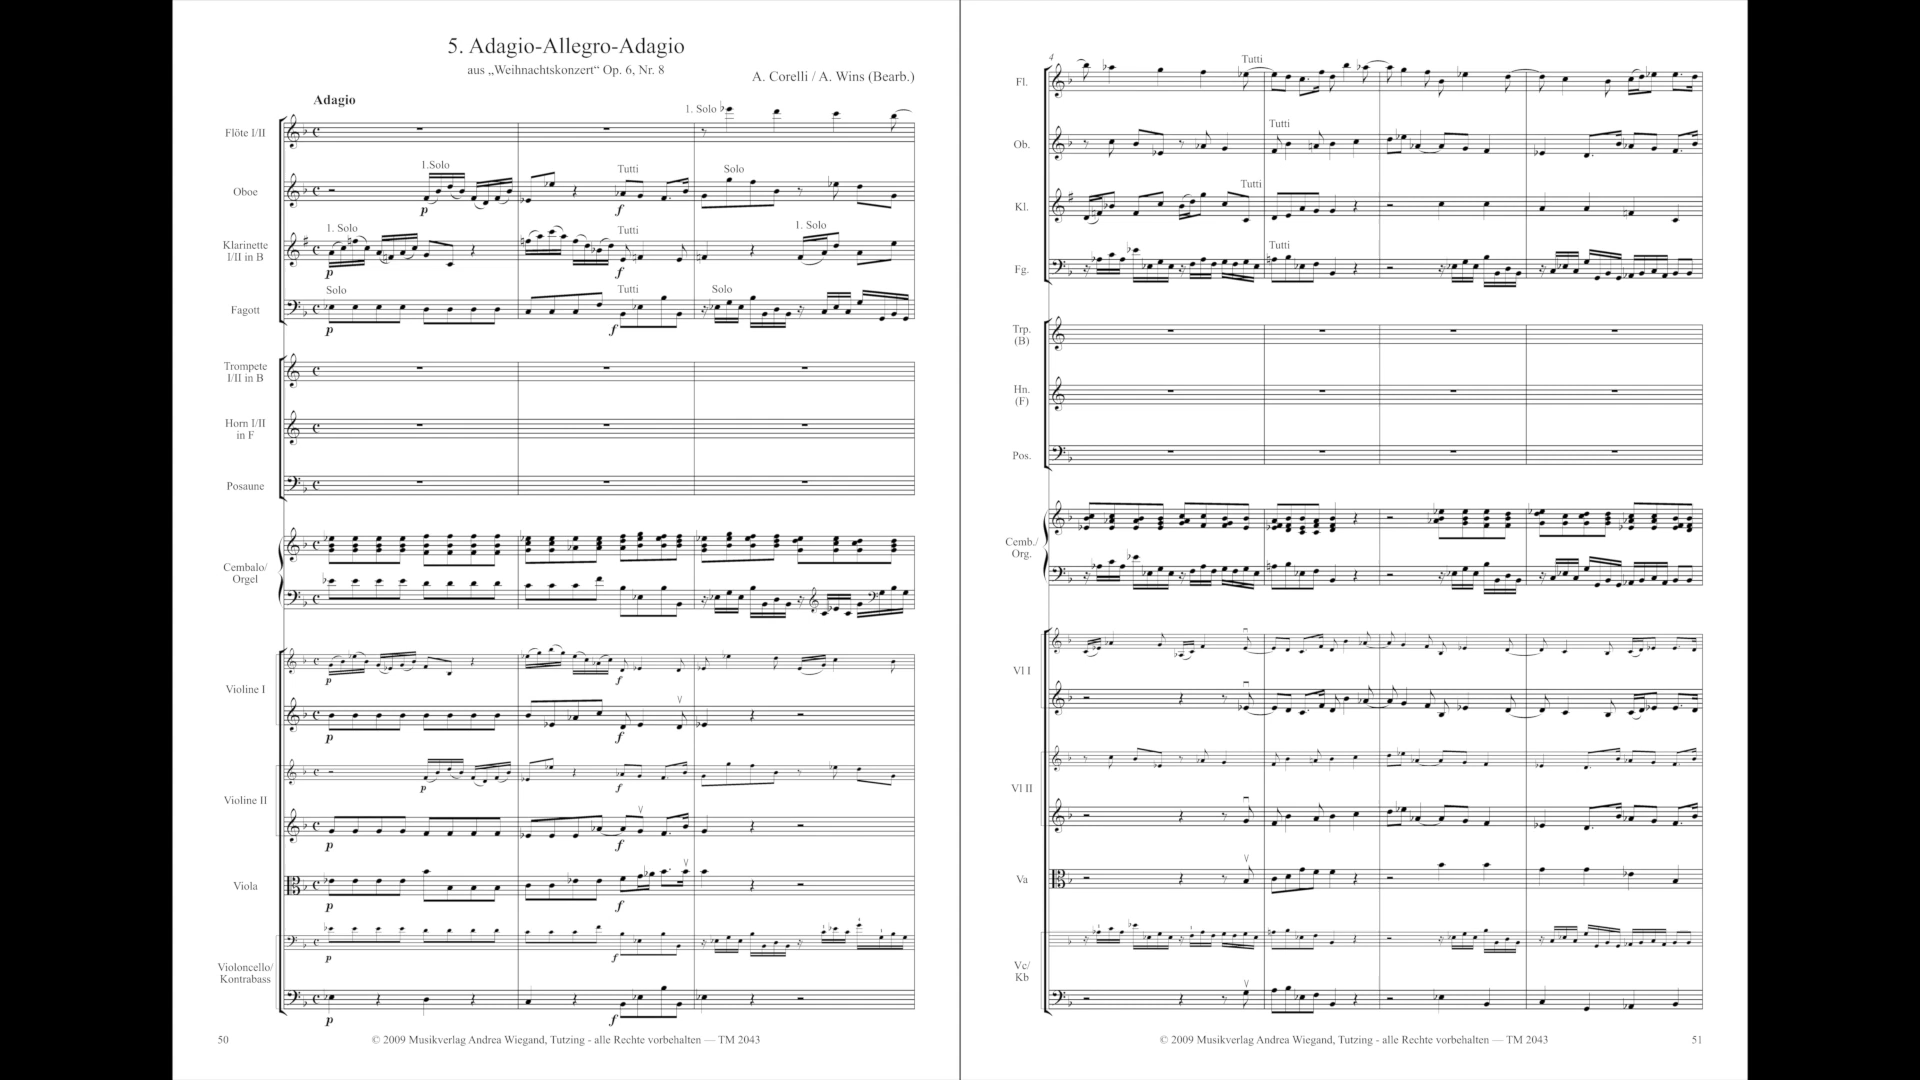 5. Adagio-Allegro-Adagio
aus „Weihnachtskonzert“ Op. 6, Nr. 8
A. Corelli / A. Wins (Bearb.)
Adagio
Flöte I/II
1. Solo
Oboe
1.Solo
Tutti
Solo
p
f
Klarinette
I/II in B
1. Solo
Tutti
1. Solo
p
f
Fagott
Solo
Tutti
Solo
p
f
Trompete
I/II in B
Horn I/II
in F
Posaune
Cembalo/
Orgel
Violine I
p
f
p
f
Violine II
p
f
p
f
Viola
p
f
Violoncello/
Kontrabass
p
f
p
f
50
© 2009 Musikverlag Andrea Wiegand, Tutzing - alle Rechte vorbehalten — TM 2043
4
Fl.
Tutti
Ob.
Tutti
Kl.
Tutti
Fg.
Tutti
Trp.
(B)
Hn.
(F)
Pos.
Cemb./
Org.
Vl I
Vl II
Va
Vc/
Kb
© 2009 Musikverlag Andrea Wiegand, Tutzing - alle Rechte vorbehalten — TM 2043
51